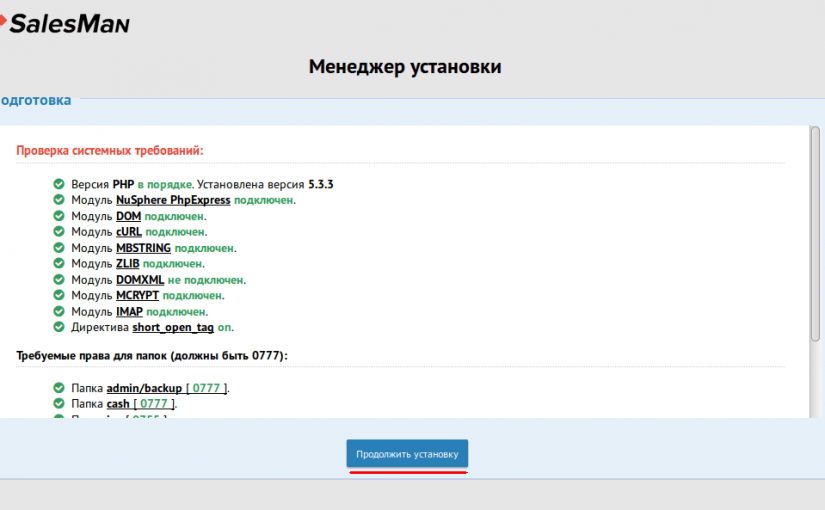 SalesMan
Менеджер установки
одготовка
Проверка системных требований:
Версия PHP в порядке. Установлена версия 5.3.3
Модуль NuSphere PhpExpress подключен.
Модуль DOM подключен.
Модуль cURL подключен.
Модуль MBSTRING подключен.
Модуль ZLIB подключен.
Модуль DOMXML не подключен.
Модуль MCRYPT подключен.
Модуль IMAP подключен.
Директива short_open_tag on.
Требуемые права для папок (должны быть 0777):
Папка admin/backup [ 0777 ].
Папка cash [ 0777 ].
Продолжить установку